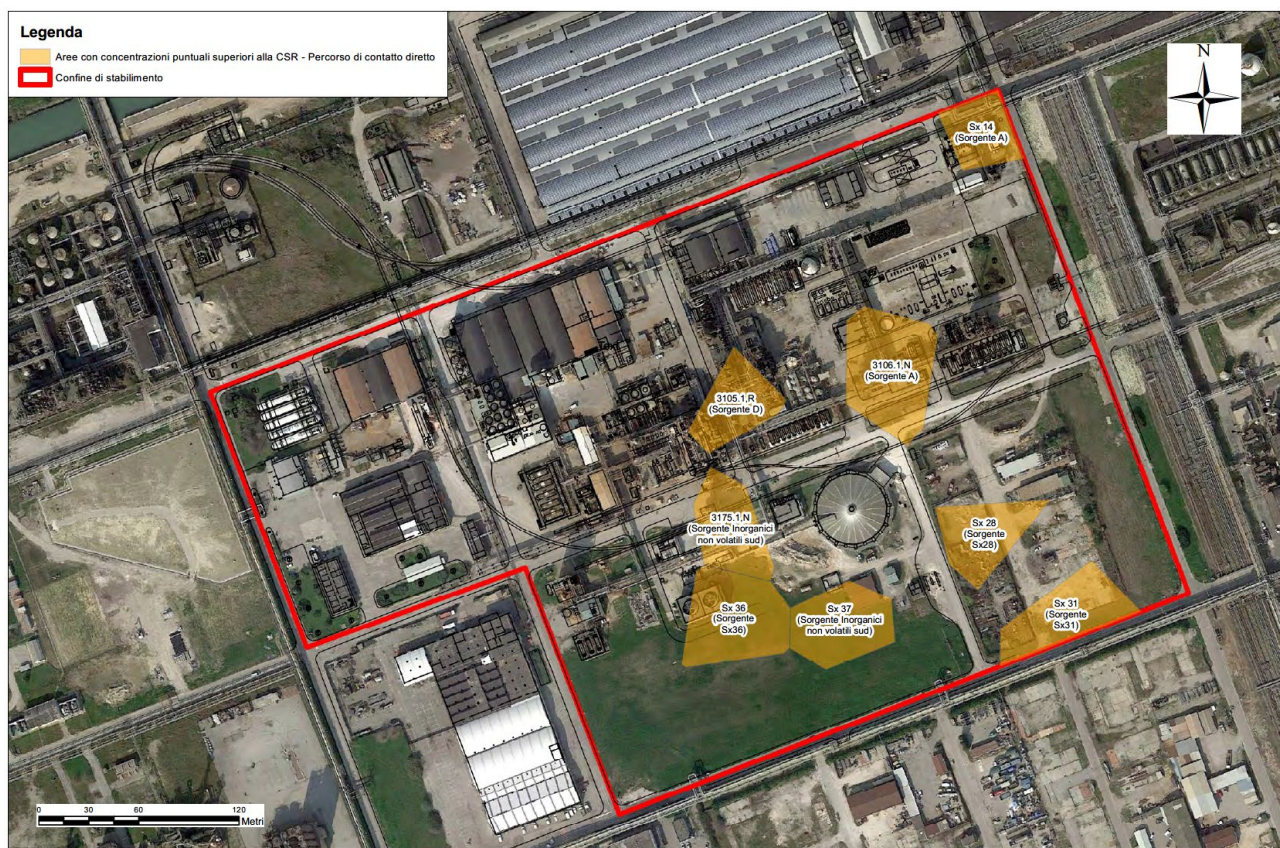 Legenda
Aree con concentrazioni puntuali superiori alla CSR - Percorso di contatto diretto
Confine di stabilimento
N
Sx 14
(Sorgente A)
3106.1,N
(Sorgente A)
3105.1,R
(Sorgente D)
3175.1,N
(Sorgente Inorganici
non volatili sud)
Sx 28
(Sorgente
Sx28)
Sx 36
(Sorgente
Sx36)
Sx 37
(Sorgente Inorganici
non volatili sud)
Sx 31
(Sorgente
Sx31)
0 30 60 120
Metri